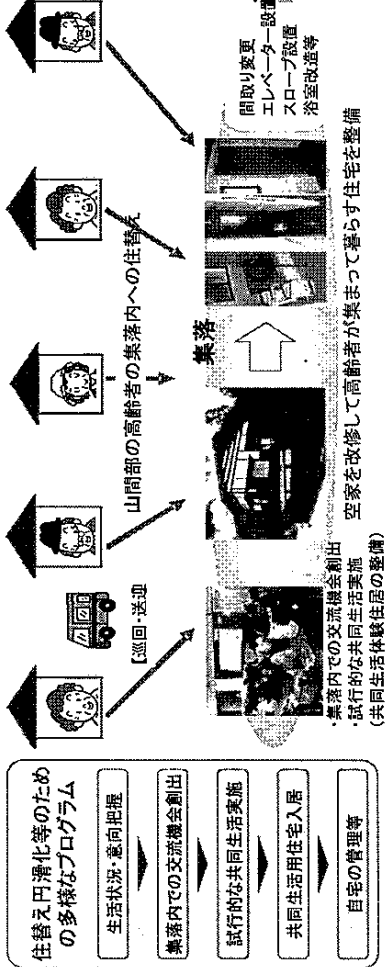 住替え円滑化等のため
の多様なプログラム
生活状況・意向把握
集落内での交流機会創出
試行的な共同生活実施
共同生活用住宅入居
自宅の管理等
【巡回・送迎
山間部の高齢者の集落内への住替え
集落
・集落内での交流機会創出
・試行的な共同生活実施
(共同生活体験住居の整備)
空家を改修して高齢者が集まって暮らす住宅を整備
間取り変更
エレベーター設置
スロープ設置
浴室改造等